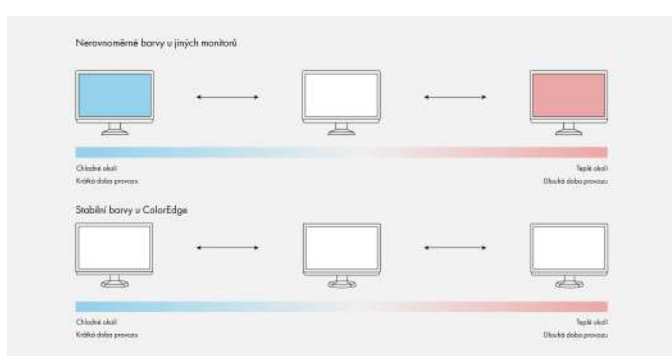 Nerovnoměrné barvy u jiných monitorů
Chladné okolí
Krátká doba provozu
Teplé okolí
Dlouhá doba provozu
Stabilní barvy u ColorEdge
Chladné okolí
Krátká doba provozu
Teplé okolí
Dlouhá doba provozu